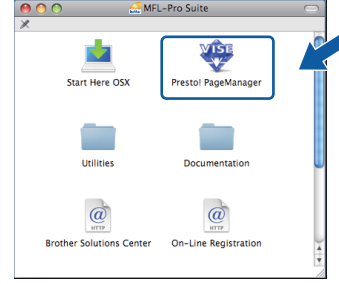 MFL-Pro Suite
VISE
Start Here OSX
Presto! PageManager
Utilities
Documentation
@
HTTP
@
HTTP
Brother Solutions Center
On-Line Registration